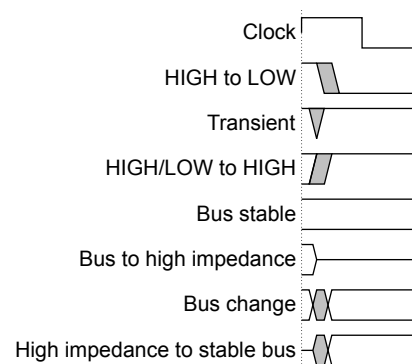 Clock
HIGH to LOW
Transient
HIGH/LOW to HIGH
Bus stable
Bus to high impedance
Bus change
High impedance to stable bus